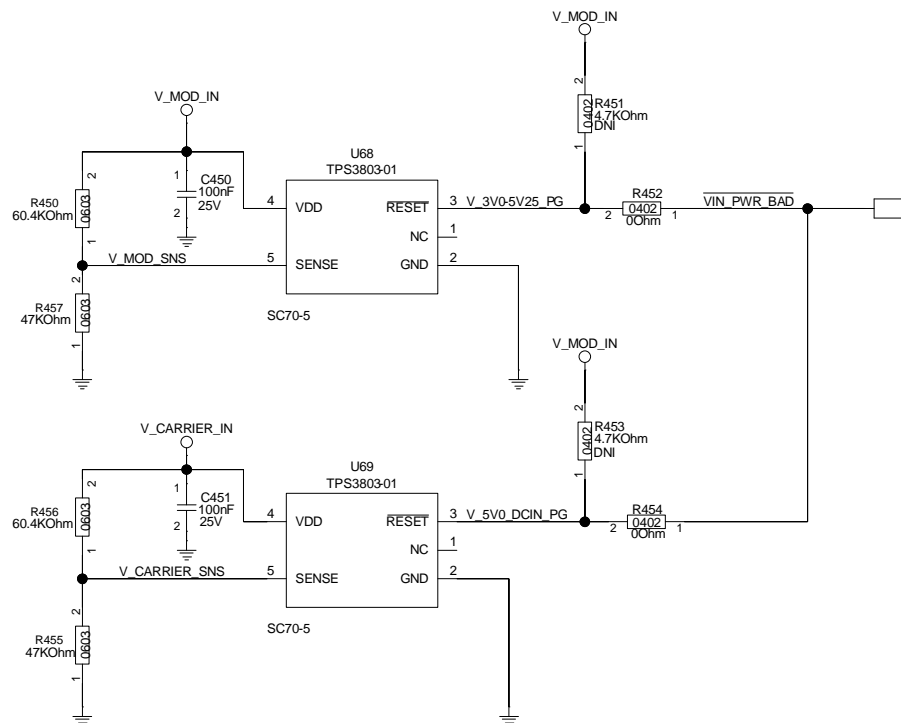 V_MOD_IN
2
R451
4.7KOhm
DNI
0402
1
V_MOD_IN
2
R450
60.4KOhm
0603
1
1
C450
100nF
25V
2
U68
TPS3803-01
4
VDD
RESET
3
V_3V0-5V25_PG
NC
1
V_MOD_SNS
5
SENSE
GND
2
SC70-5
R452
0402
2
1
0Ohm
VIN_PWR_BAD
2
R457
47KOhm
0603
1
V_MOD_IN
2
R453
4.7KOhm
DNI
0402
1
V_CARRIER_IN
2
R456
60.4KOhm
0603
1
1
C451
100nF
25V
2
U69
TPS3803-01
4
VDD
RESET
3
V_5V0_DCIN_PG
NC
1
V_CARRIER_SNS
5
SENSE
GND
2
SC70-5
R454
0402
2
1
0Ohm
2
R455
47KOhm
0603
1